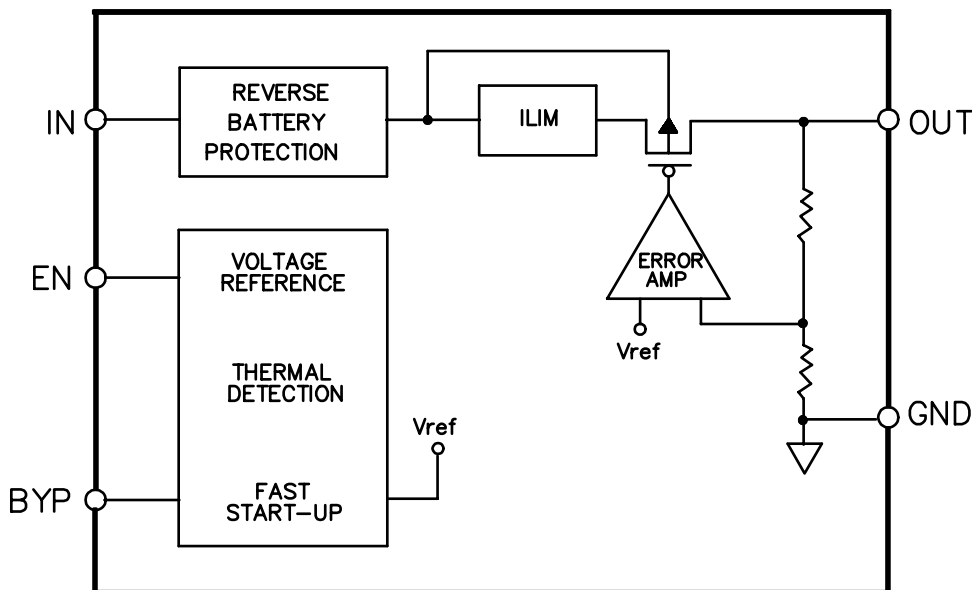 IN
REVERSE
BATTERY
PROTECTION
ILIM
OUT
EN
VOLTAGE
REFERENCE
THERMAL
DETECTION
FAST
START-UP
BYP
Vref
ERROR
AMP
Vref
GND